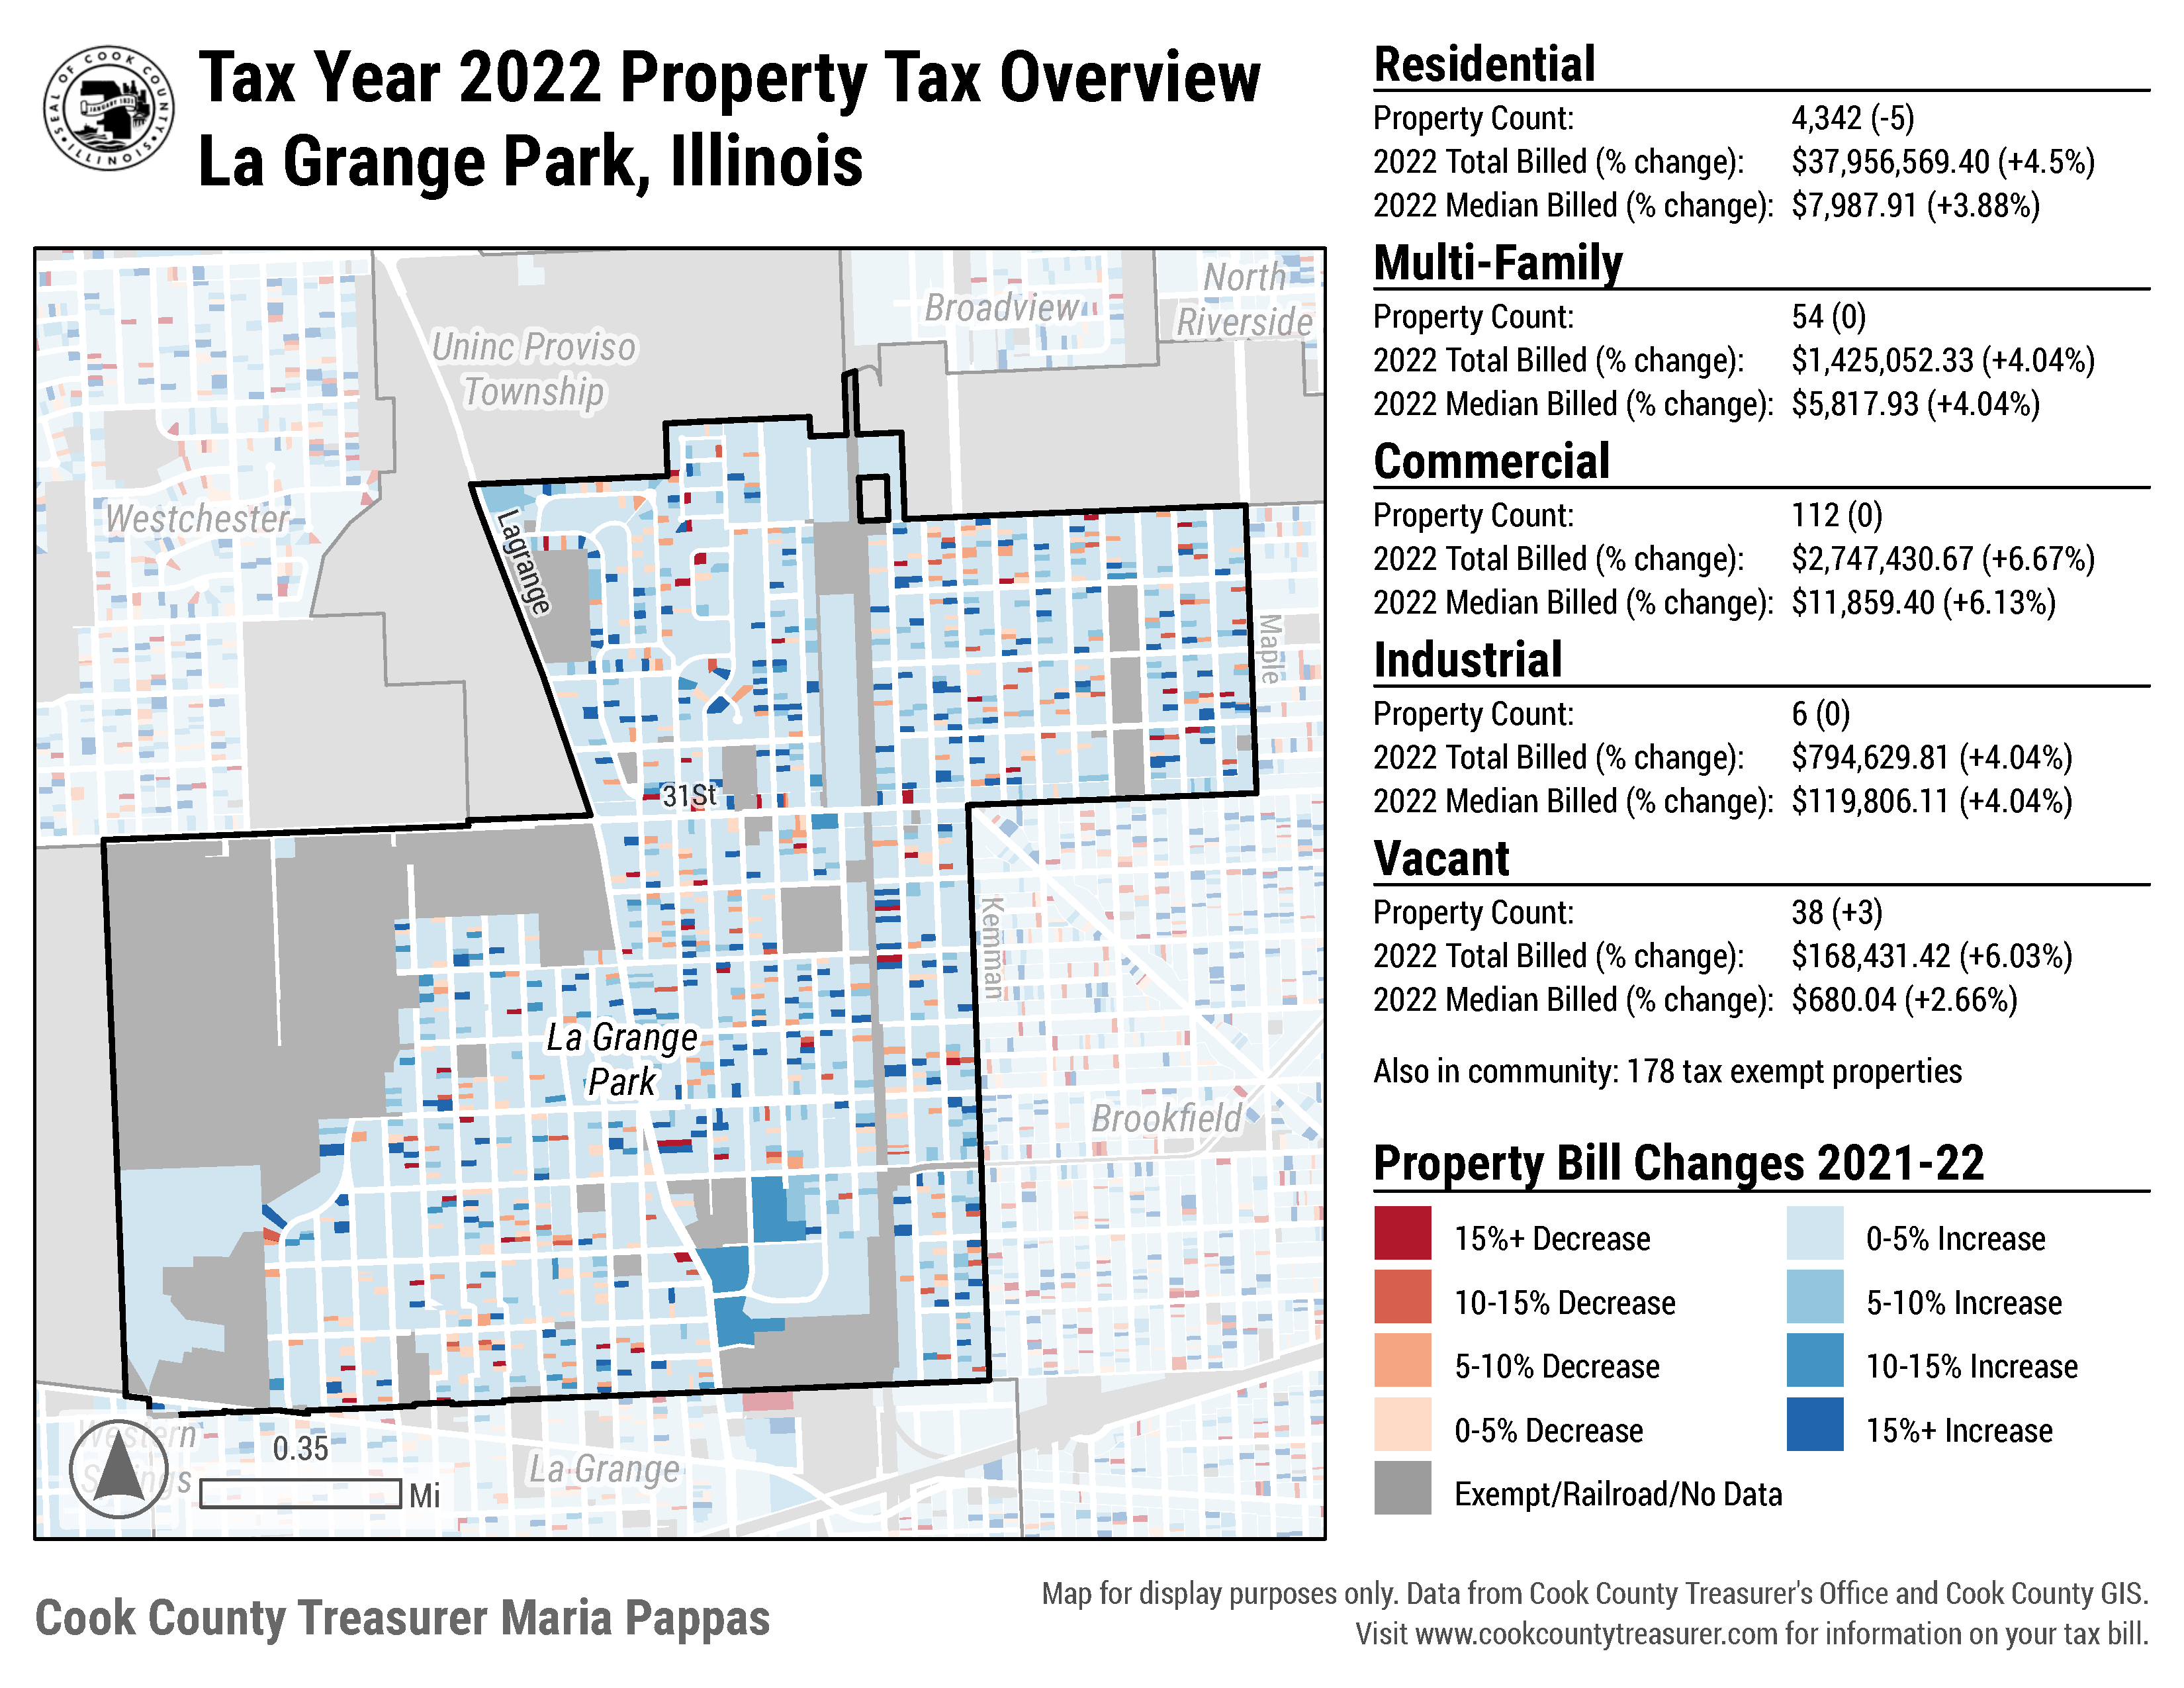 SEAL OF COOK COUNTY
ILLINOIS
JANUARY 1831
Tax Year 2022 Property Tax Overview
La Grange Park, Illinois
North
Riverside
Broadview
Uninc Proviso
Township
Westchester
Lagrange
Maple
31St
Kemman
La Grange
Park
Brookfield
Western
Springs
0.35
Mi
La Grange
Residential
Property Count: 4,342 (-5)
2022 Total Billed (% change): $37,956,569.40 (+4.5%)
2022 Median Billed (% change): $7,987.91 (+3.88%)
Multi-Family
Property Count: 54 (0)
2022 Total Billed (% change): $1,425,052.33 (+4.04%)
2022 Median Billed (% change): $5,817.93 (+4.04%)
Commercial
Property Count: 112 (0)
2022 Total Billed (% change): $2,747,430.67 (+6.67%)
2022 Median Billed (% change): $11,859.40 (+6.13%)
Industrial
Property Count: 6 (0)
2022 Total Billed (% change): $794,629.81 (+4.04%)
2022 Median Billed (% change): $119,806.11 (+4.04%)
Vacant
Property Count: 38 (+3)
2022 Total Billed (% change): $168,431.42 (+6.03%)
2022 Median Billed (% change): $680.04 (+2.66%)
Also in community: 178 tax exempt properties
Property Bill Changes 2021-22
15%+ Decrease
0-5% Increase
10-15% Decrease
5-10% Increase
5-10% Decrease
10-15% Increase
0-5% Decrease
15%+ Increase
Exempt/Railroad/No Data
Cook County Treasurer Maria Pappas
Map for display purposes only. Data from Cook County Treasurer's Office and Cook County GIS.
Visit www.cookcountytreasurer.com for information on your tax bill.